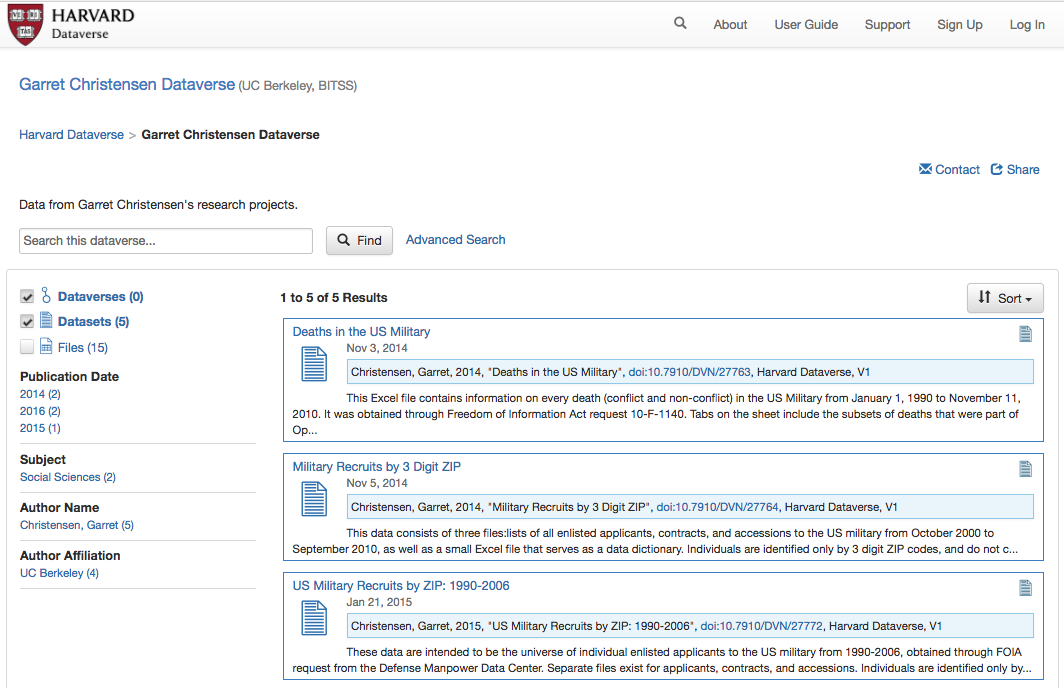 HARVARD
Dataverse
About
User Guide
Support
Sign Up
Log In
Garret Christensen Dataverse (UC Berkeley, BITSS)
Harvard Dataverse > Garret Christensen Dataverse
Contact
Share
Data from Garret Christensen's research projects.
Search this dataverse...
Find
Advanced Search
Dataverses (0)
Datasets (5)
Files (15)
Publication Date
2014 (2)
2016 (2)
2015 (1)
Subject
Social Sciences (2)
Author Name
Christensen, Garret (5)
Author Affiliation
UC Berkeley (4)
1 to 5 of 5 Results
Sort
Deaths in the US Military
Nov 3, 2014
Christensen, Garret, 2014, "Deaths in the US Military", doi:10.7910/DVN/27763, Harvard Dataverse, V1
This Excel file contains information on every death (conflict and non-conflict) in the US Military from January 1, 1990 to November 11,
2010. It was obtained through Freedom of Information Act request 10-F-1140. Tabs on the sheet include the subsets of deaths that were part of
Op...
Military Recruits by 3 Digit ZIP
Nov 5, 2014
Christensen, Garret, 2014, "Military Recruits by 3 Digit ZIP", doi:10.7910/DVN/27764, Harvard Dataverse, V1
This data consists of three files:lists of all enlisted applicants, contracts, and accessions to the US military from October 2000 to
September 2010, as well as a small Excel file that serves as a data dictionary. Individuals are identified only by 3 digit ZIP codes, and do not c...
US Military Recruits by ZIP: 1990-2006
Jan 21, 2015
Christensen, Garret, 2015, "US Military Recruits by ZIP: 1990-2006", doi:10.7910/DVN/27772, Harvard Dataverse, V1
These data are intended to be the universe of individual enlisted applicants to the US military from 1990-2006, obtained through FOIA
request from the Defense Manpower Data Center. Separate files exist for applicants, contracts, and accessions. Individuals are identified only by...